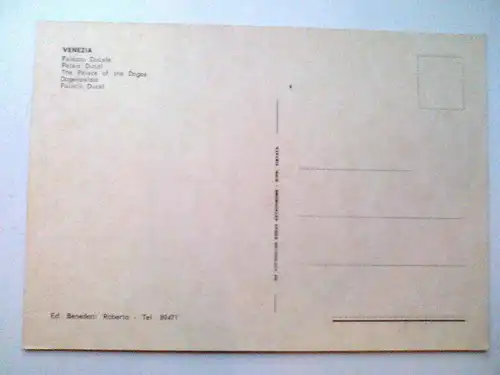 VENEZIA
Palazzo Ducale
Palais Ducal
The Palace of the Doges
Dogenpalast
Palacio Ducal
Ed. Benedetti Roberto - Tel 89471